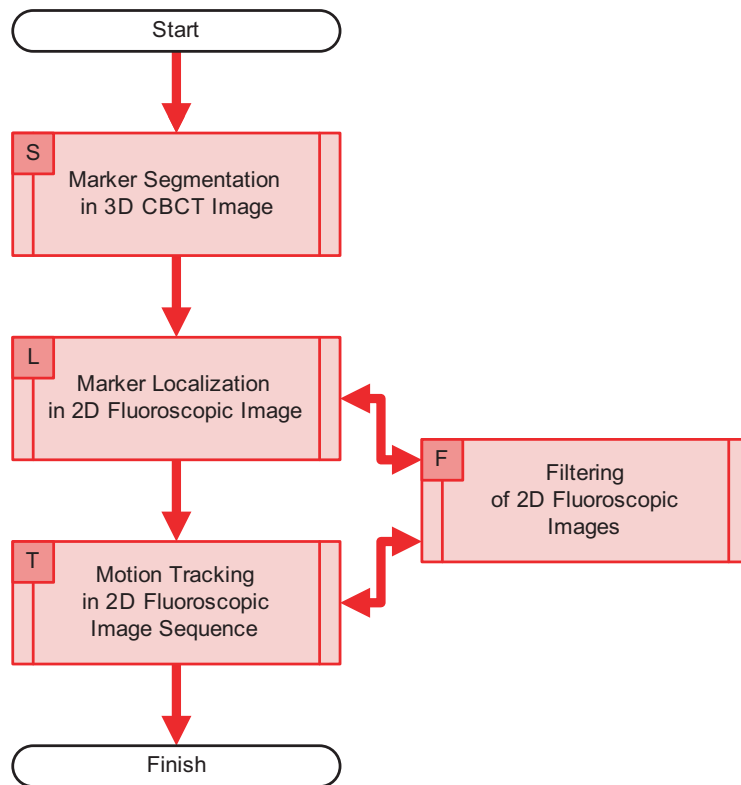 Start
S
Marker Segmentation
in 3D CBCT Image
L
Marker Localization
in 2D Fluoroscopic Image
F
Filtering
of 2D Fluoroscopic
Images
T
Motion Tracking
in 2D Fluoroscopic
Image Sequence
Finish